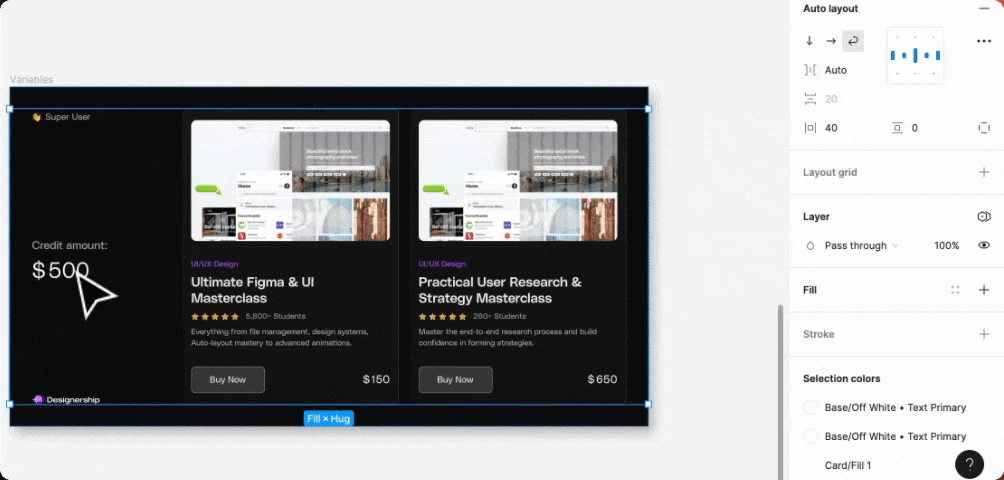 Variables
👋 Super User
Credit amount:
$500
Designership
Home
UI/UX Design
Ultimate Figma & UI
Masterclass
5,800+ Students
Everything from file management, design systems,
Auto-layout mastery to advanced animations.
Buy Now
$150
Home
UI/UX Design
Practical User Research &
Strategy Masterclass
260+ Students
Master the end-to-end research process and build
confidence in forming strategies.
Buy Now
$650
Fill × Hug
Auto layout
Auto
20
40
0
Layout grid
Layer
Pass through
100%
Fill
Stroke
Selection colors
Base/Off White • Text Primary
Base/Off White • Text Primary
Card/Fill 1
?